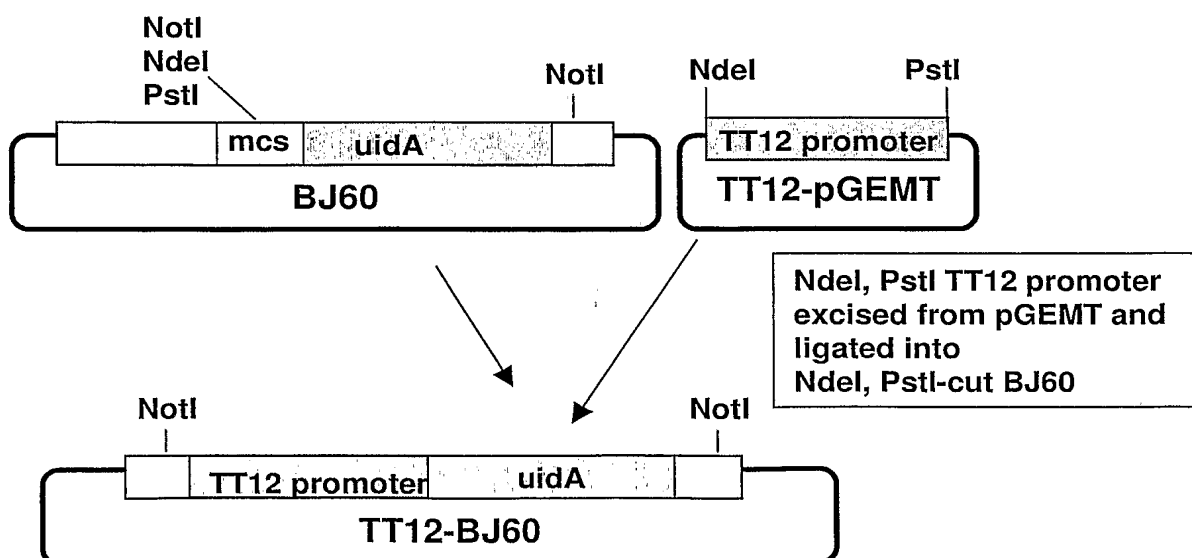 NotI
NdeI
PstI
NotI
NdeI
PstI
mcs
uidA
TT12 promoter
BJ60
TT12-pGEMT
NdeI, PstI TT12 promoter
excised from pGEMT and
ligated into
NdeI, PstI-cut BJ60
NotI
NotI
TT12 promoter
uidA
TT12-BJ60